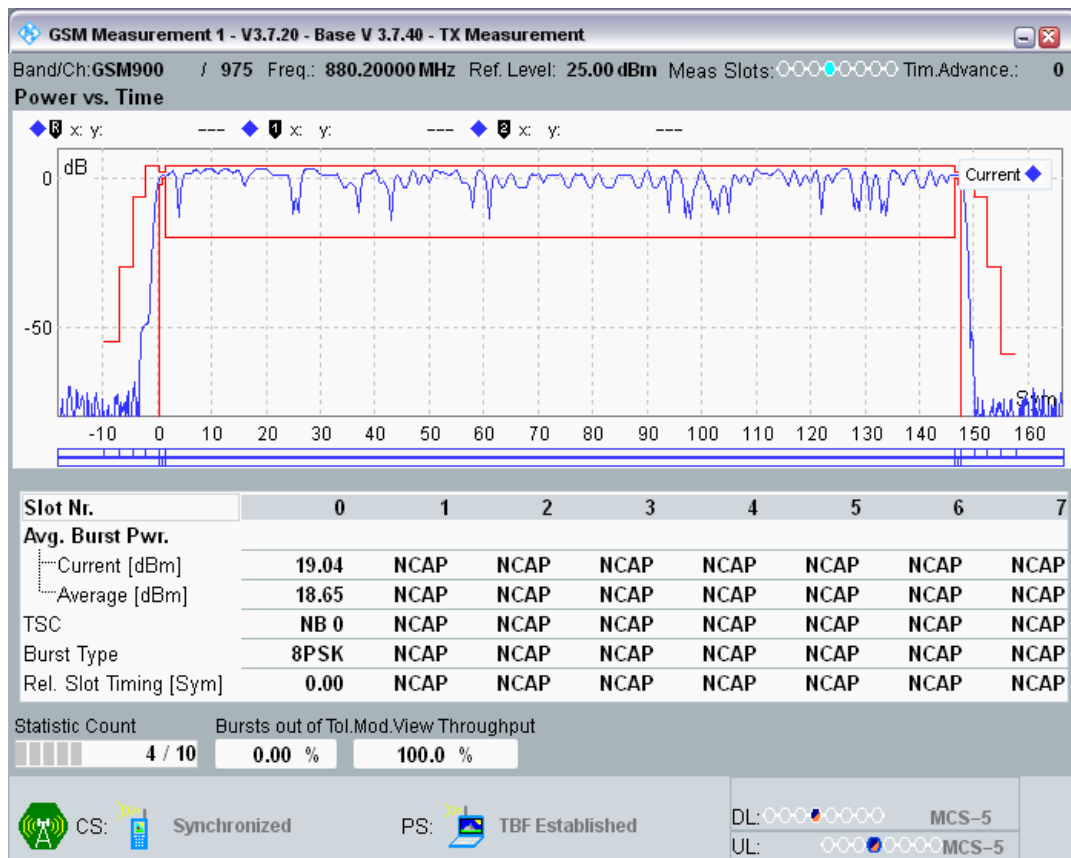 GSM Measurement 1 - V3.7.20 - Base V 3.7.40 - TX Measurement
Band/Ch:GSM900 / 975 Freq.: 880.20000 MHz Ref. Level: 25.00 dBm Meas Slots: Tim.Advance.: 0
Power vs. Time
R x: y: --- 1 x: y: --- 2 x: y: ---
dB
0
Current
-50
Sym
-10 0 10 20 30 40 50 60 70 80 90 100 110 120 130 140 150 160
Slot Nr. 0 1 2 3 4 5 6 7
Avg. Burst Pwr.
Current [dBm] 19.04 NCAP NCAP NCAP NCAP NCAP NCAP NCAP
Average [dBm] 18.65 NCAP NCAP NCAP NCAP NCAP NCAP NCAP
TSC NB 0 NCAP NCAP NCAP NCAP NCAP NCAP NCAP
Burst Type 8PSK NCAP NCAP NCAP NCAP NCAP NCAP NCAP
Rel. Slot Timing [Sym] 0.00 NCAP NCAP NCAP NCAP NCAP NCAP NCAP
Statistic Count Bursts out of Tol.Mod.View Throughput
4 / 10 0.00 % 100.0 %
CS: Synchronized PS: TBF Established DL: MCS-5
UL: MCS-5